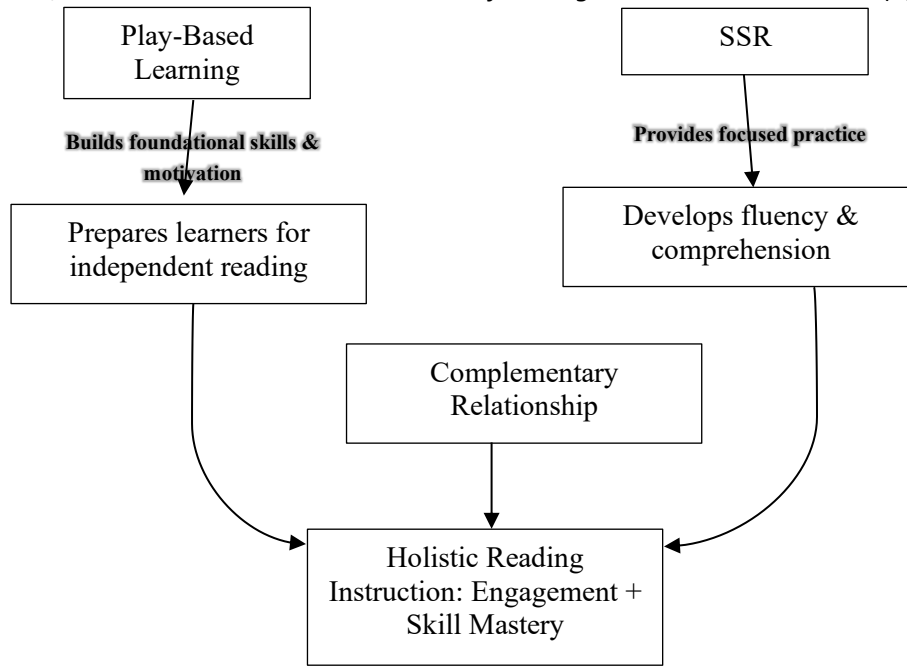 Play-Based
Learning
SSR
Builds foundational skills &
motivation
Provides focused practice
Prepares learners for
independent reading
Develops fluency &
comprehension
Complementary
Relationship
Holistic Reading
Instruction: Engagement +
Skill Mastery